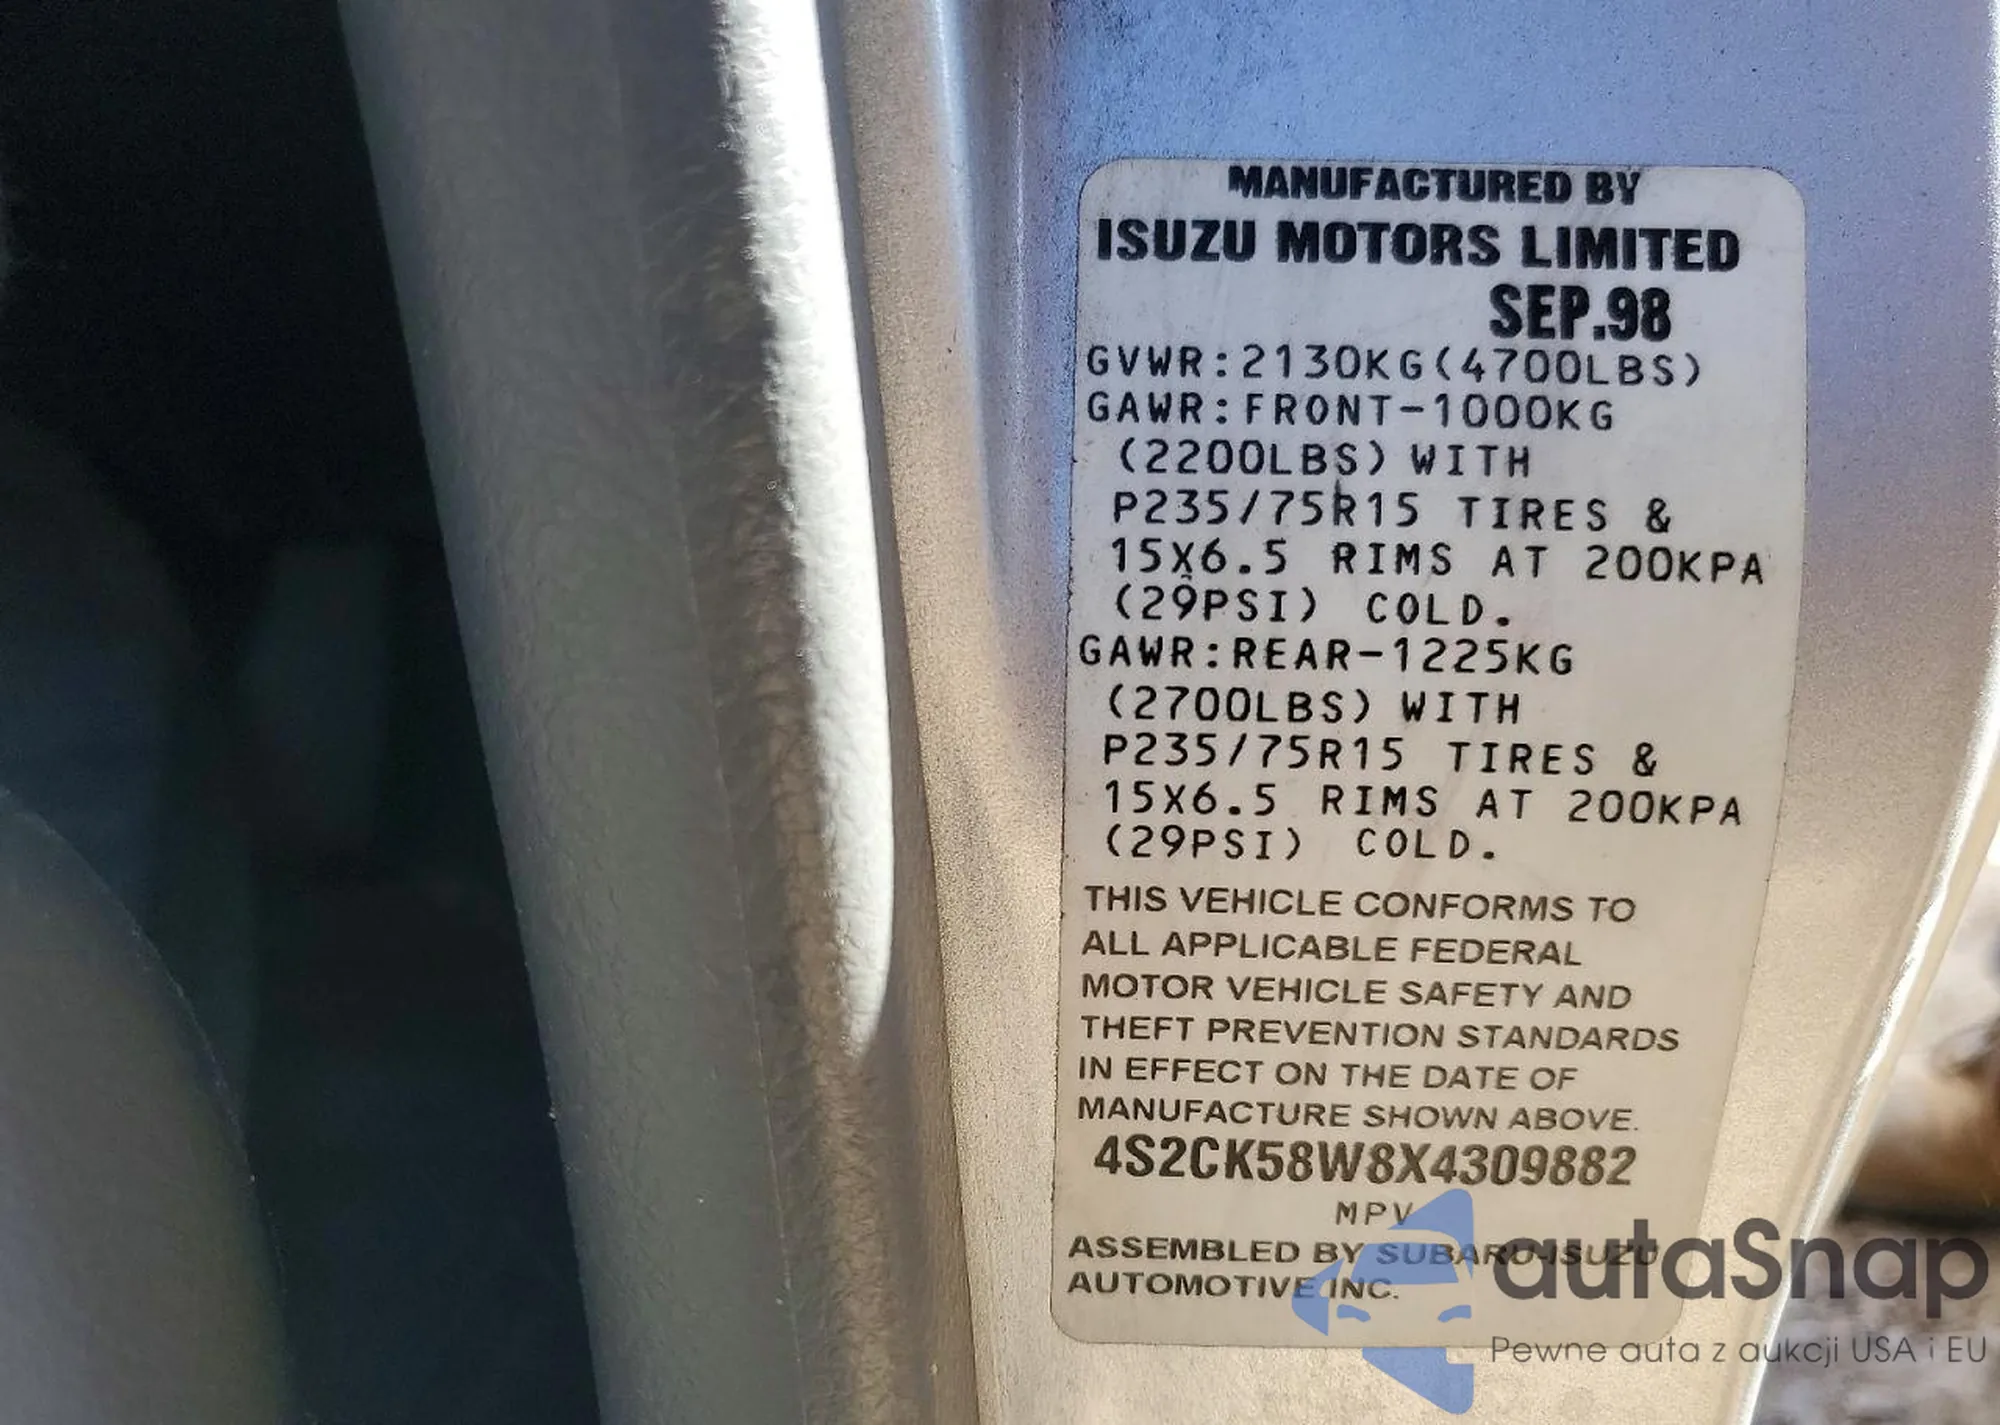 MANUFACTURED BY
ISUZU MOTORS LIMITED
SEP.98
GVWR:2130KG(4700LBS)
GAWR:FRONT-1000KG
(2200LBS) WITH
P235/75R15 TIRES &
15X6.5 RIMS AT 200KPA
(29PSI) COLD.
GAWR:REAR-1225KG
(2700LBS) WITH
P235/75R15 TIRES &
15X6.5 RIMS AT 200KPA
(29PSI) COLD.
THIS VEHICLE CONFORMS TO
ALL APPLICABLE FEDERAL
MOTOR VEHICLE SAFETY AND
THEFT PREVENTION STANDARDS
IN EFFECT ON THE DATE OF
MANUFACTURE SHOWN ABOVE.
4S2CK58W8X4309882
MPV
ASSEMBLED BY SUBARU-ISUZU
AUTOMOTIVE INC.
autaSnap
Pewne auta z aukcji USA i EU